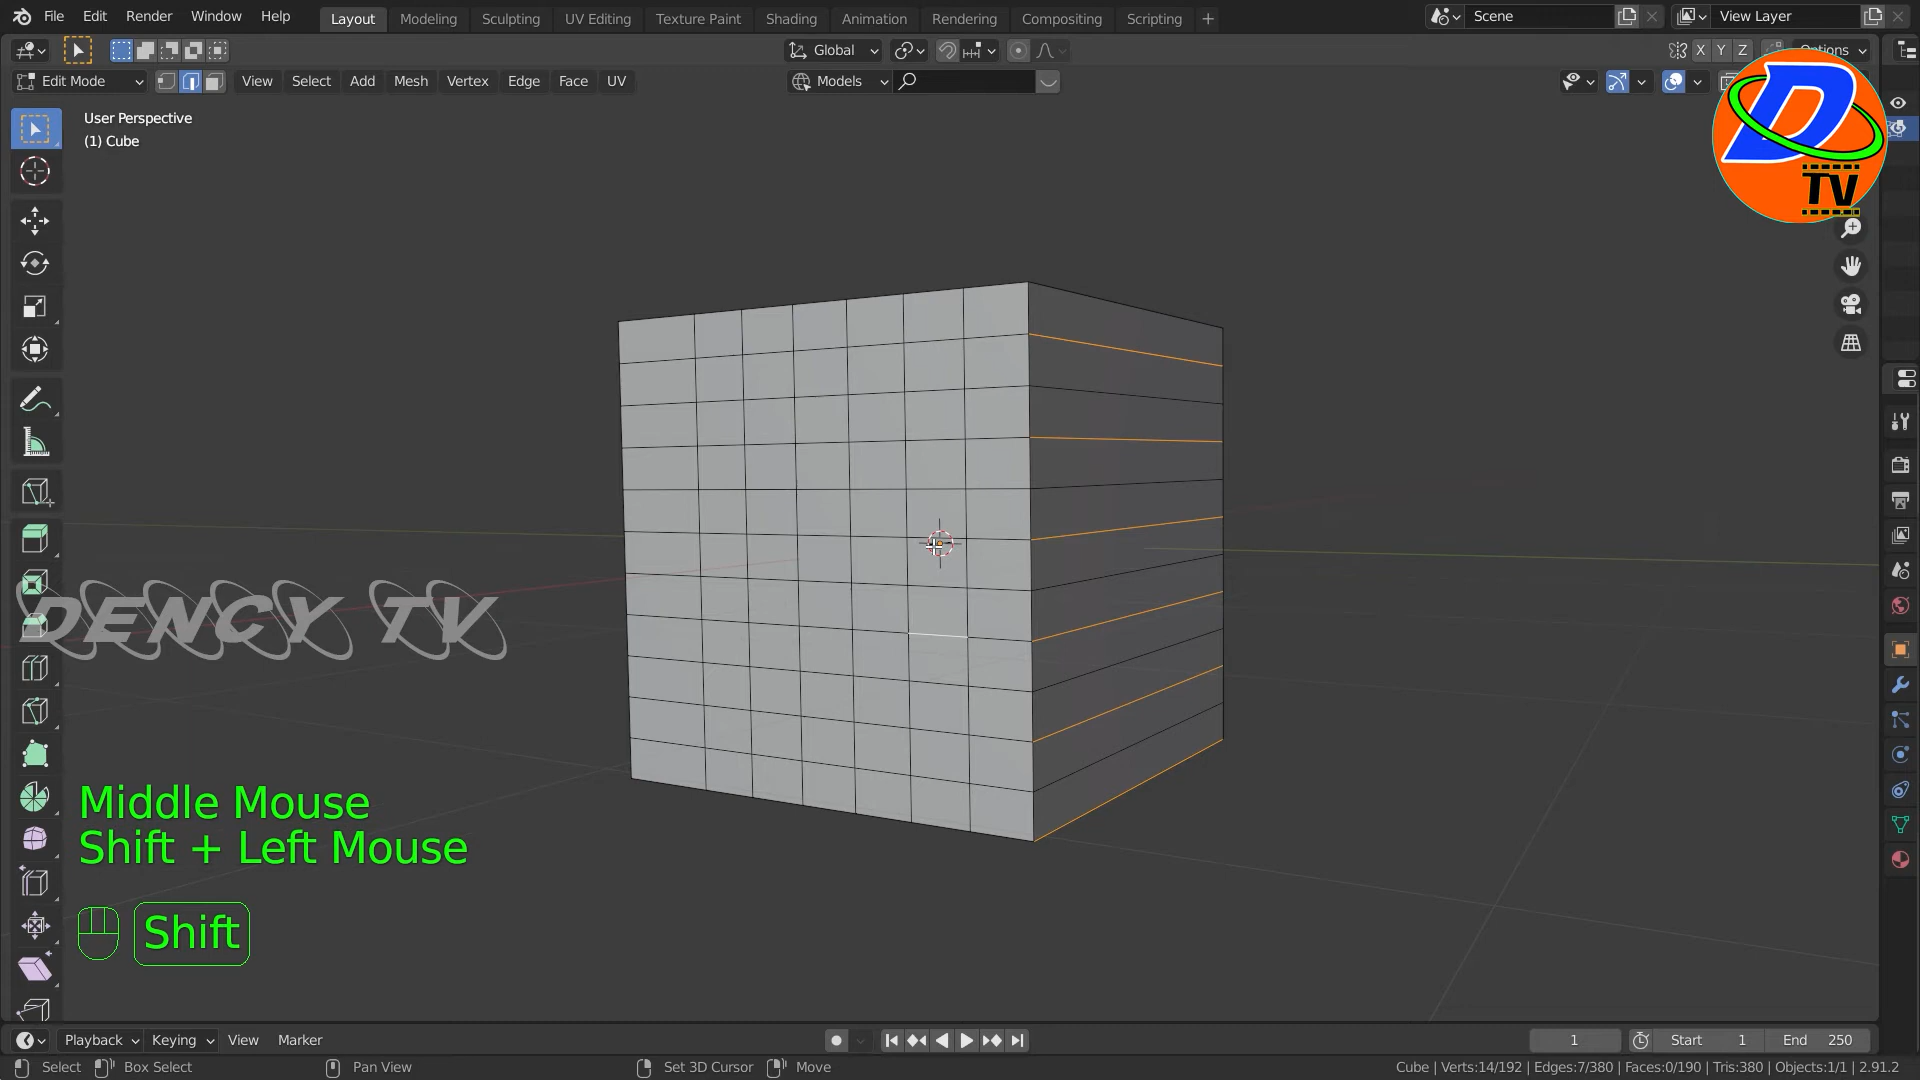 File Edit Render Window Help Layout Modeling Sculpting UV Editing Texture Paint Shading Animation Rendering Compositing Scripting + Scene View Layer
Global X Y Z Options
Edit Mode View Select Add Mesh Vertex Edge Face UV Models
User Perspective
(1) Cube
D
TV
DENCY TV
Middle Mouse
Shift + Left Mouse
Shift
Playback Keying View Marker 1 Start 1 End 250
Select Box Select Pan View Set 3D Cursor Move Cube | Verts:14/192 | Edges:7/380 | Faces:0/190 | Tris:380 | Objects:1/1 | 2.91.2